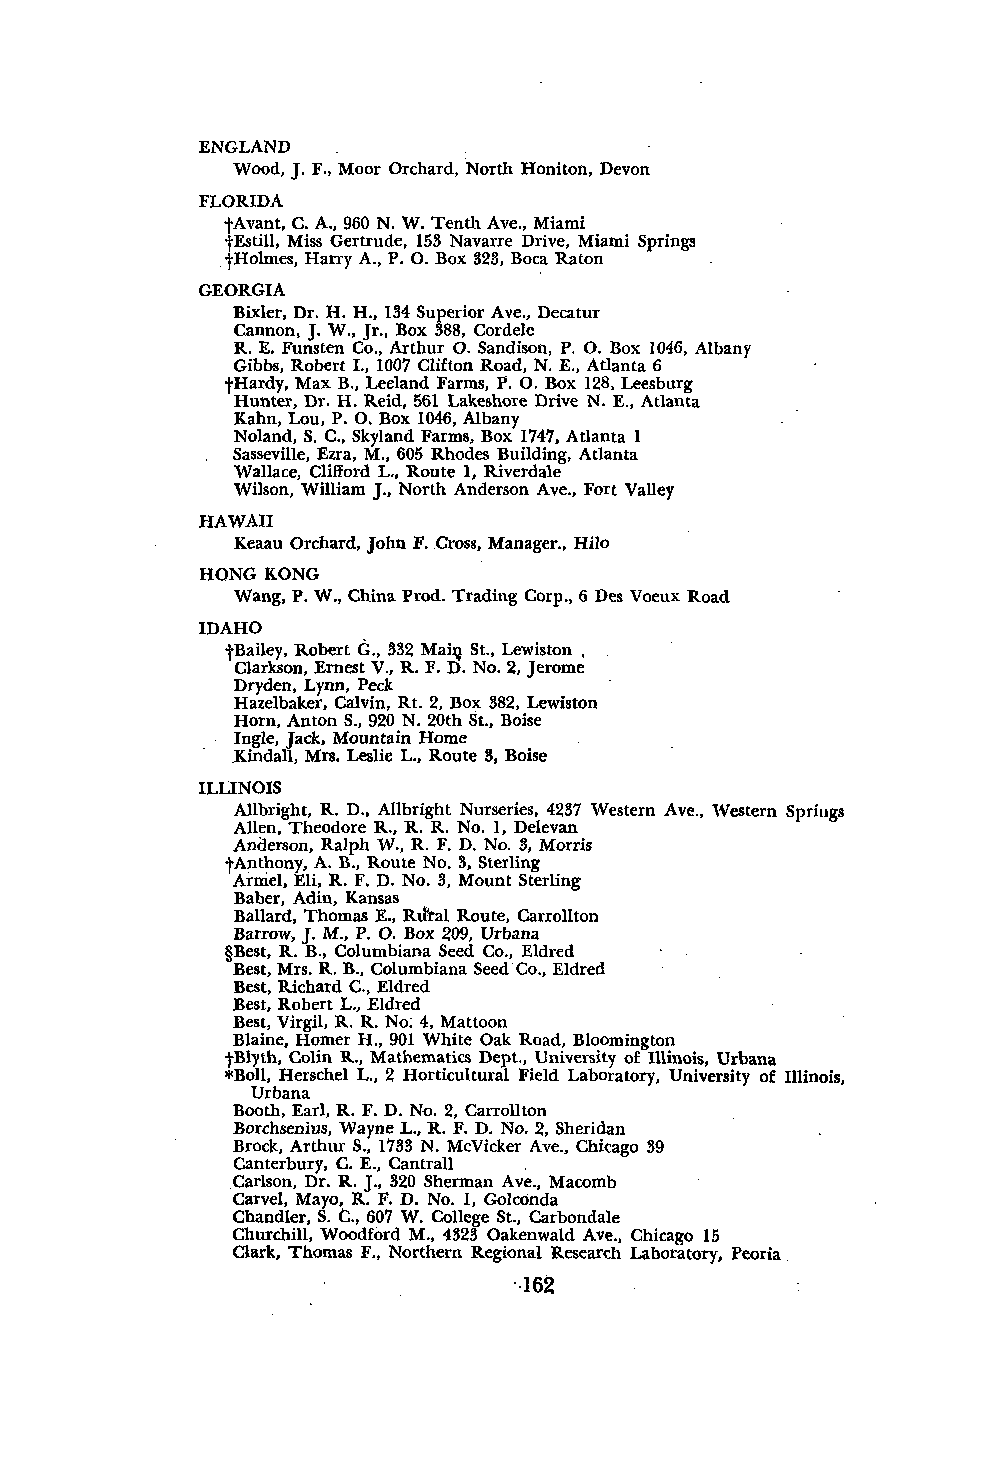 ENGLAND
Wood, J. F., Moor Orchard, North Honiton, Devon
FLORIDA
†Avant, C. A., 960 N. W. Tenth Ave., Miami
†Estill, Miss Gertrude, 153 Navarre Drive, Miami Springs
†Holmes, Harry A., P. O. Box 323, Boca Raton
GEORGIA
Bixler, Dr. H. H., 134 Superior Ave., Decatur
Cannon, J. W., Jr., Box 388, Cordele
R. E. Funsten Co., Arthur O. Sandison, P. O. Box 1046, Albany
Gibbs, Robert I., 1007 Clifton Road, N. E., Atlanta 6
†Hardy, Max B., Leeland Farms, P. O. Box 128, Leesburg
Hunter, Dr. H. Reid, 561 Lakeshore Drive N. E., Atlanta
Kahn, Lou, P. O. Box 1046, Albany
Noland, S. C., Skyland Farms, Box 1747, Atlanta 1
Sasseville, Ezra, M., 605 Rhodes Building, Atlanta
Wallace, Clifford L., Route 1, Riverdale
Wilson, William J., North Anderson Ave., Fort Valley
HAWAII
Keaau Orchard, John F. Cross, Manager., Hilo
HONG KONG
Wang, P. W., China Prod. Trading Corp., 6 Des Voeux Road
IDAHO
†Bailey, Robert G., 332 Main St., Lewiston
Clarkson, Ernest V., R. F. D. No. 2, Jerome
Dryden, Lynn, Peck
Hazelbaker, Calvin, Rt. 2, Box 382, Lewiston
Horn, Anton S., 920 N. 20th St., Boise
Ingle, Jack, Mountain Home
Kindall, Mrs. Leslie L., Route 3, Boise
ILLINOIS
Allbright, R. D., Allbright Nurseries, 4237 Western Ave., Western Springs
Allen, Theodore R., R. R. No. 1, Delevan
Anderson, Ralph W., R. F. D. No. 3, Morris
†Anthony, A. B., Route No. 3, Sterling
Armel, Eli, R. F. D. No. 3, Mount Sterling
Baber, Adin, Kansas
Ballard, Thomas E., Rural Route, Carrollton
Barrow, J. M., P. O. Box 209, Urbana
§Best, R. B., Columbiana Seed Co., Eldred
Best, Mrs. R. B., Columbiana Seed Co., Eldred
Best, Richard C., Eldred
Best, Robert L., Eldred
Best, Virgil, R. R. No. 4, Mattoon
Blaine, Homer H., 901 White Oak Road, Bloomington
†Blyth, Colin R., Mathematics Dept., University of Illinois, Urbana
*Boll, Herschel L., 2 Horticultural Field Laboratory, University of Illinois,
Urbana
Booth, Earl, R. F. D. No. 2, Carrollton
Borchsenius, Wayne L., R. F. D. No. 2, Sheridan
Brock, Arthur S., 1733 N. McVicker Ave., Chicago 39
Canterbury, C. E., Cantrall
Carlson, Dr. R. J., 320 Sherman Ave., Macomb
Carvel, Mayo, R. F. D. No. 1, Golconda
Chandler, S. C., 607 W. College St., Carbondale
Churchill, Woodford M., 4323 Oakenwald Ave., Chicago 15
Clark, Thomas F., Northern Regional Research Laboratory, Peoria
162